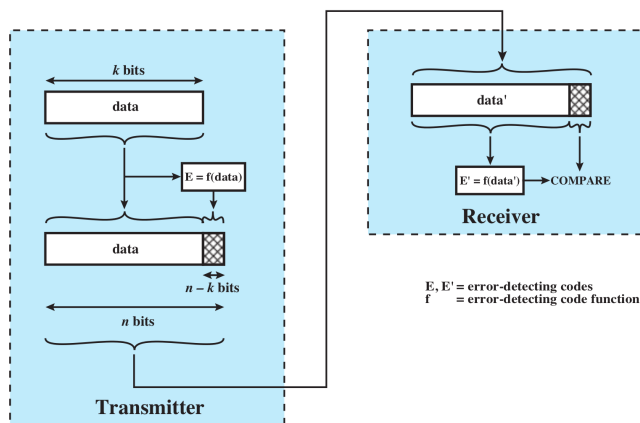 k bits
data
E = f(data)
data
n – k bits
n bits
Transmitter
data'
E' = f(data')
COMPARE
Receiver
E, E' = error-detecting codes
f = error-detecting code function